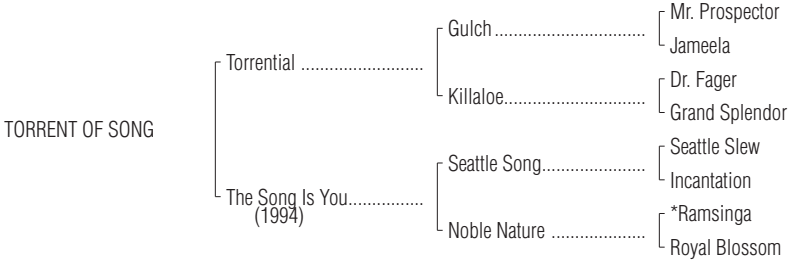 Mr. Prospector
Gulch ..............................
Jameela
Torrential ........................
Dr. Fager
Killaloe............................
Grand Splendor
TORRENT OF SONG
Seattle Slew
Seattle Song.....................
Incantation
The Song Is You...............
(1994)
*Ramsinga
Noble Nature ...................
Royal Blossom